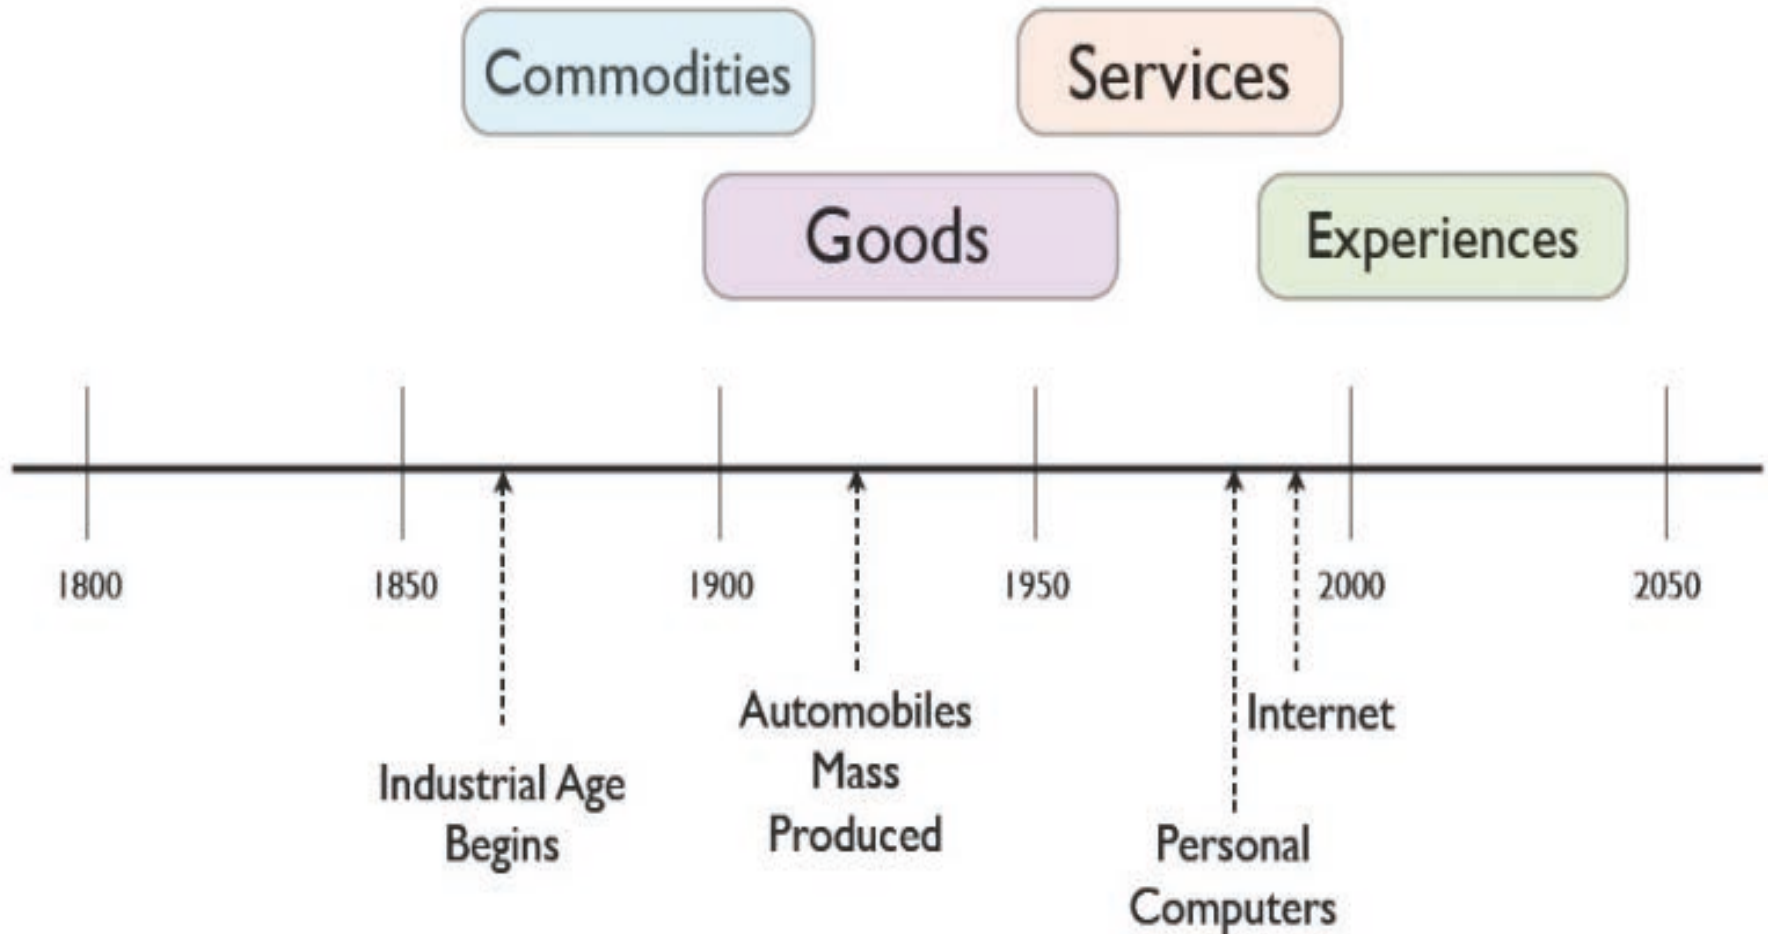 Commodities
Services
Goods
Experiences
1800
1850
1900
1950
2000
2050
Industrial Age
Begins
Automobiles
Mass
Produced
Personal
Computers
Internet